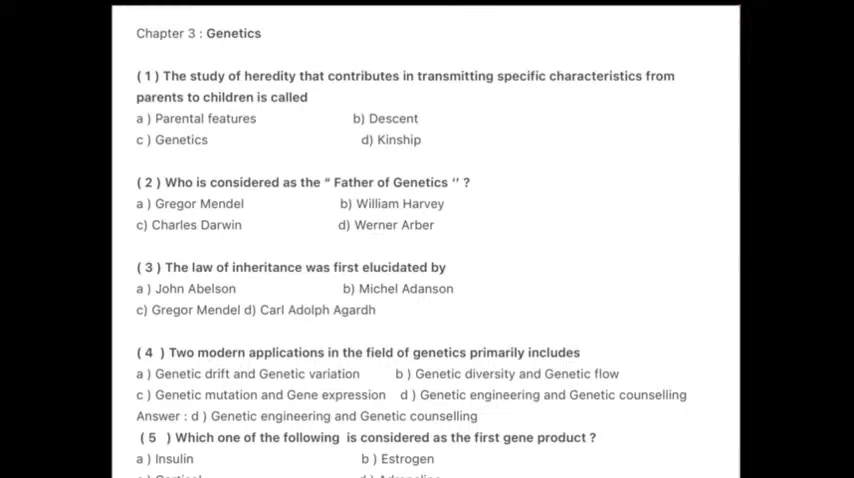 Chapter 3 : Genetics
( 1 ) The study of heredity that contributes in transmitting specific characteristics from
parents to children is called
a ) Parental features b) Descent
c ) Genetics d) Kinship
( 2 ) Who is considered as the “ Father of Genetics ‘’ ?
a ) Gregor Mendel b) William Harvey
c) Charles Darwin d) Werner Arber
( 3 ) The law of inheritance was first elucidated by
a ) John Abelson b) Michel Adanson
c) Gregor Mendel d) Carl Adolph Agardh
( 4 ) Two modern applications in the field of genetics primarily includes
a ) Genetic drift and Genetic variation b ) Genetic diversity and Genetic flow
c ) Genetic mutation and Gene expression d ) Genetic engineering and Genetic counselling
Answer : d ) Genetic engineering and Genetic counselling
( 5 ) Which one of the following is considered as the first gene product ?
a ) Insulin b ) Estrogen